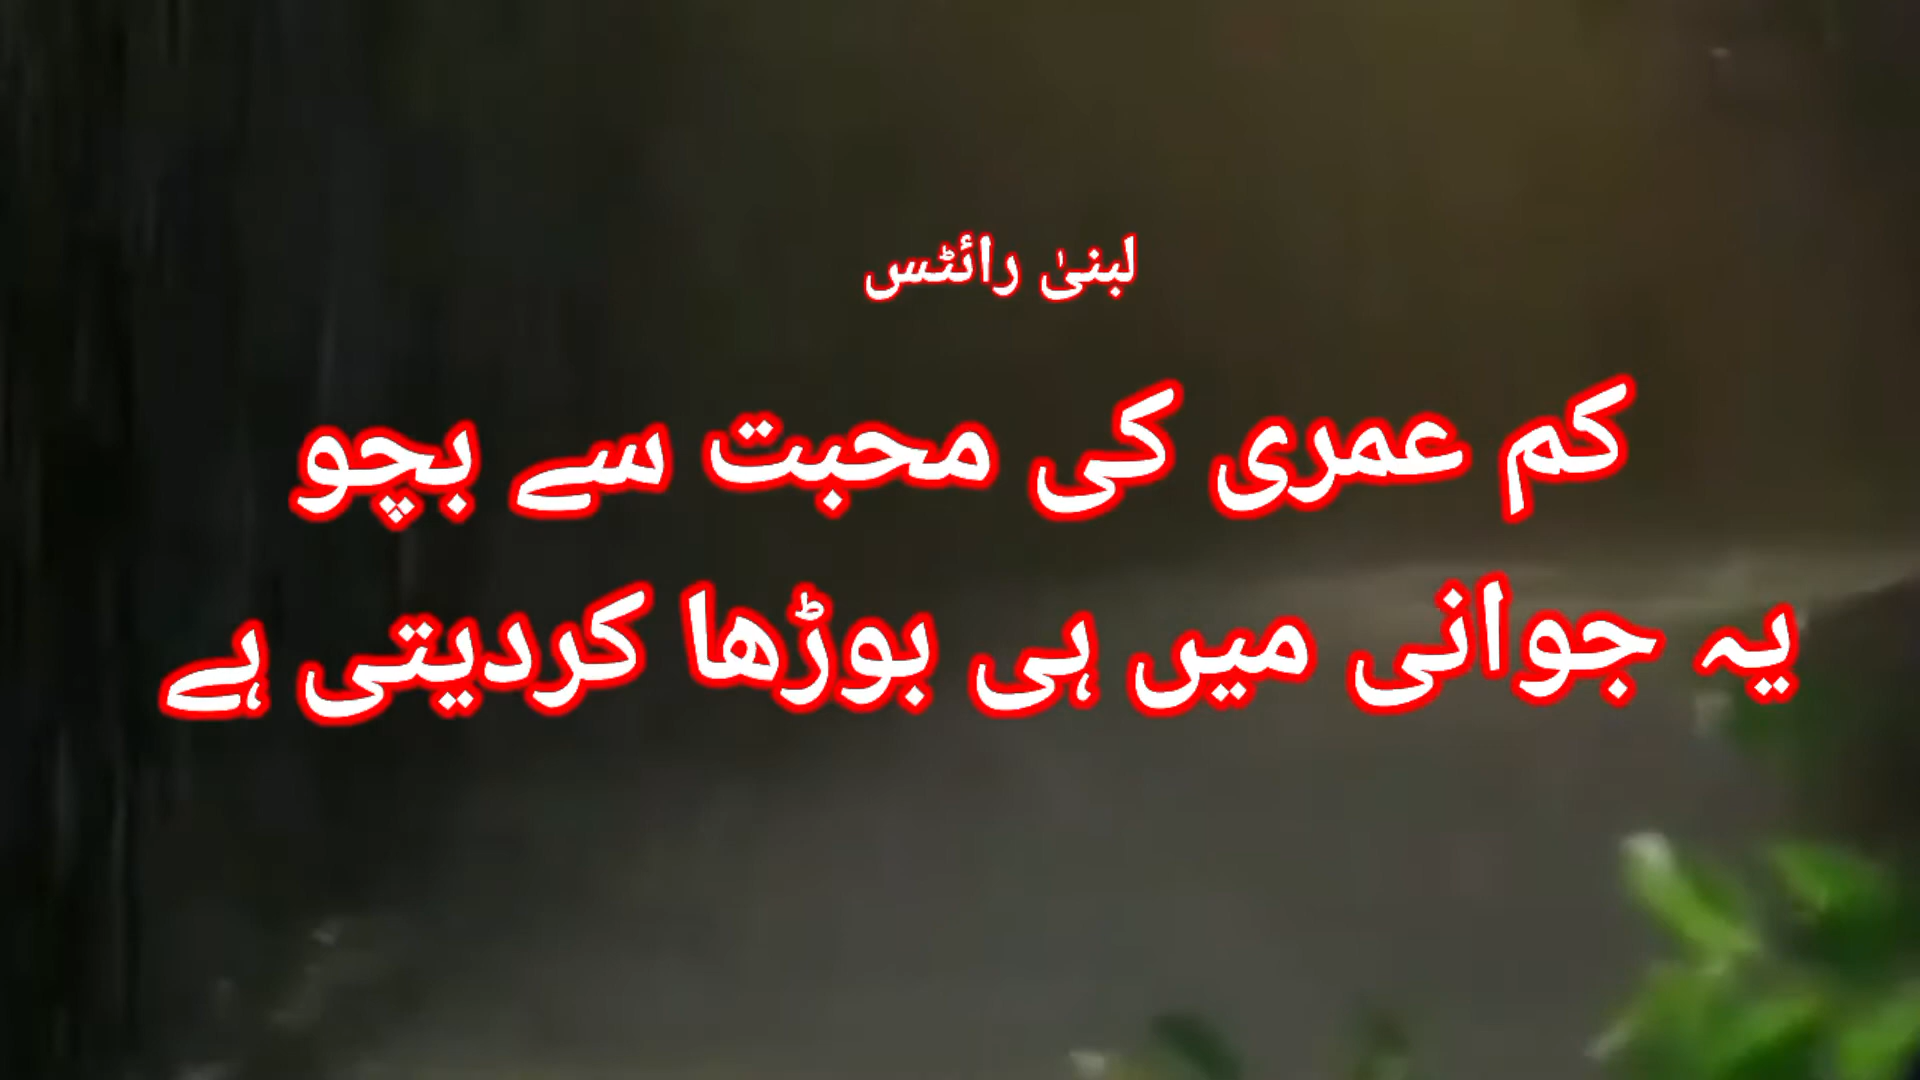 لبنیٰ رائٹس
کم عمری کی محبت سے بچو
یہ جوانی میں ہی بوڑھا کردیتی ہے